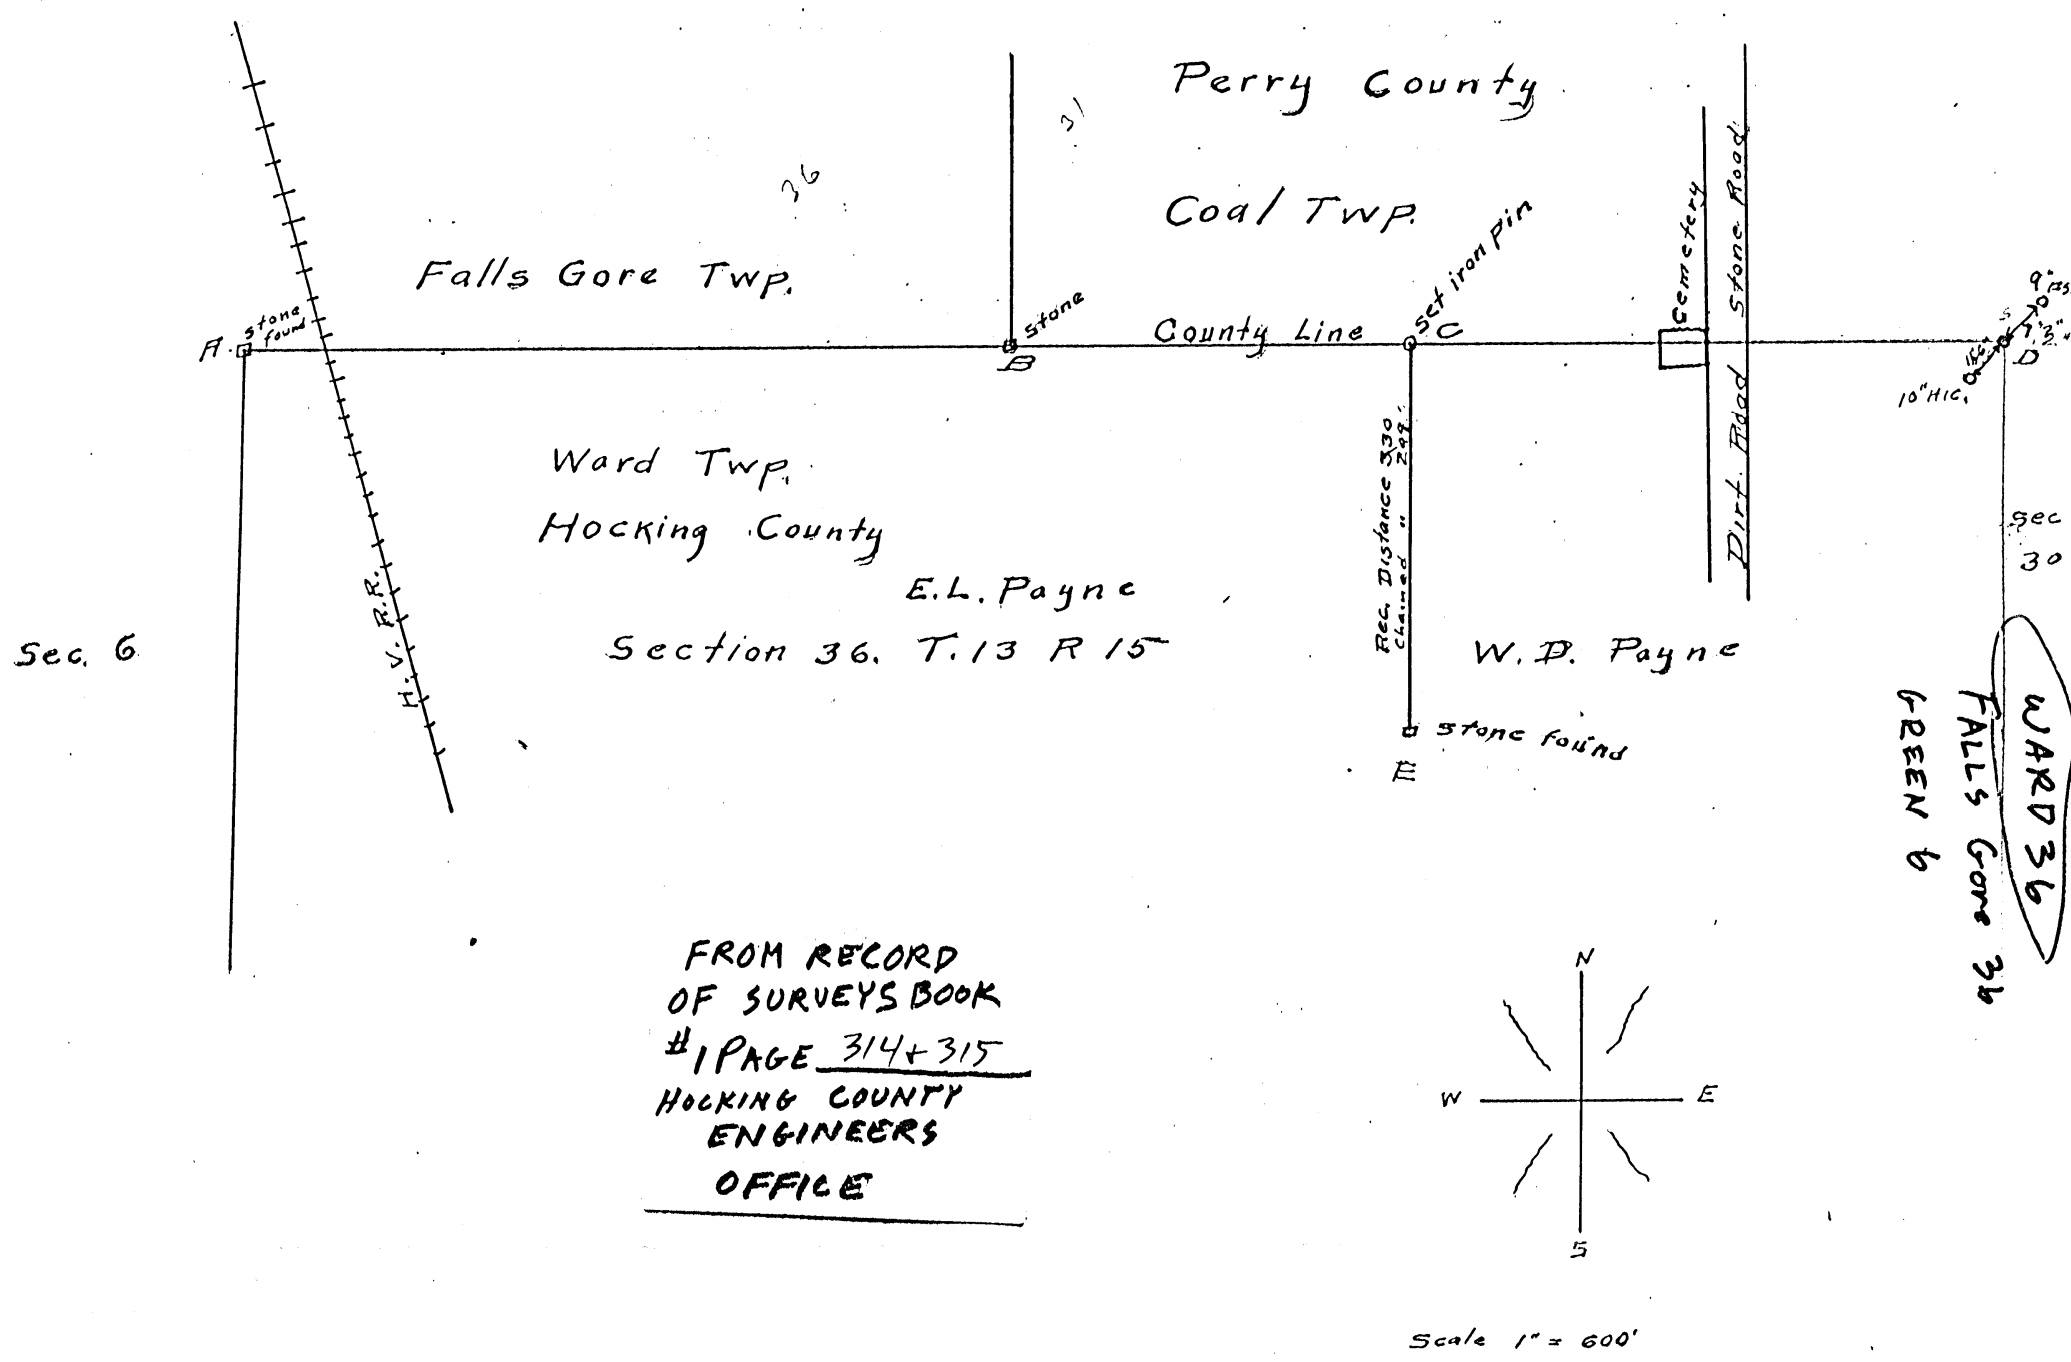 Perry County
31
36
Coal Twp.
Falls Gore Twp.
Cemetery
Stone Road
Set iron pin
9"
stone
found
stone
A
County Line
C
B
D
10" HIC.
Dirt Road
Rec. Distance 330
Chained " 299
Ward Twp.
Hocking County
Sec
30
E.L. Payne
H.V. R.R.
Sec. 6
Section 36. T.13 R 15
W.D. Payne
stone found
E
WARD 36
FALLS GORE 36
GREEN 6
FROM RECORD
OF SURVEYS BOOK
#1 PAGE 314+315
HOCKING COUNTY
ENGINEERS
OFFICE
N
W
E
S
Scale 1" = 600'